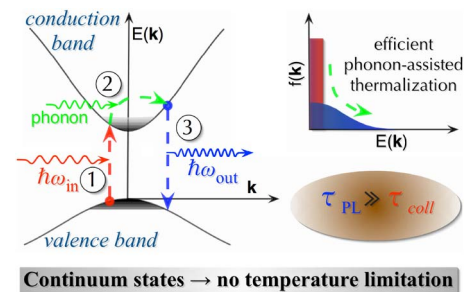 conduction
band
E(k)
②
phonon
③
ħω_in
①
ħω_out
k
valence band
f(k)
efficient
phonon-assisted
thermalization
E(k)
τ_PL ≫ τ_coll
Continuum states → no temperature limitation